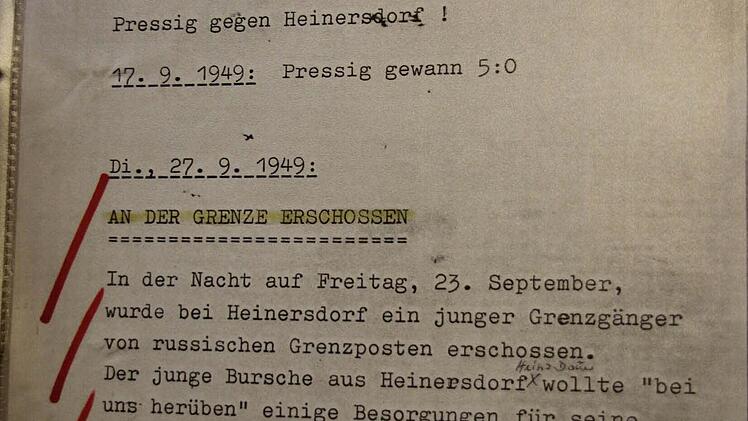 Pressig gegen Heinersdorf !
17. 9. 1949: Pressig gewann 5:0
Di., 27. 9. 1949:
AN DER GRENZE ERSCHOSSEN
========================
In der Nacht auf Freitag, 23. September,
wurde bei Heinersdorf ein junger Grenzgänger
von russischen Grenzposten erschossen.
Heinz
Der junge Bursche aus Heinersdorf x wollte "bei
uns herüben" einige Besorgungen für seine